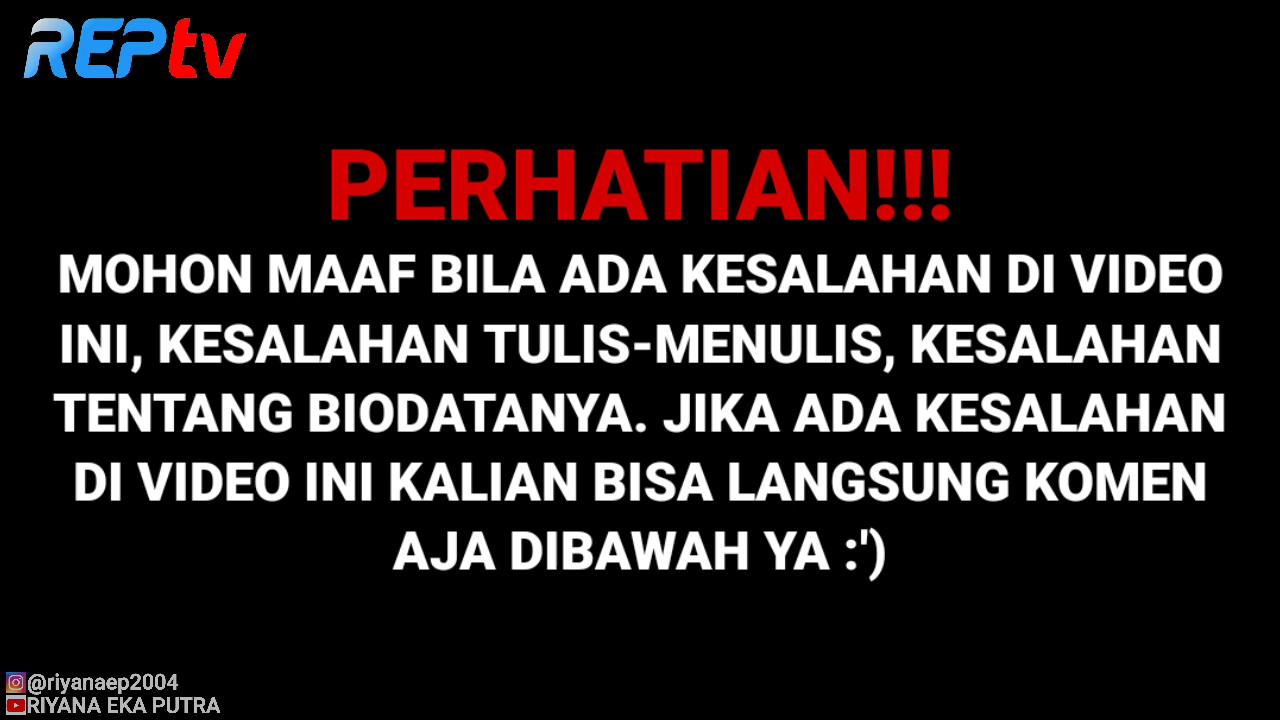 REPtv
PERHATIAN!!!
MOHON MAAF BILA ADA KESALAHAN DI VIDEO
INI, KESALAHAN TULIS-MENULIS, KESALAHAN
TENTANG BIODATANYA. JIKA ADA KESALAHAN
DI VIDEO INI KALIAN BISA LANGSUNG KOMEN
AJA DIBAWAH YA :')
@riyanaep2004
RIYANA EKA PUTRA